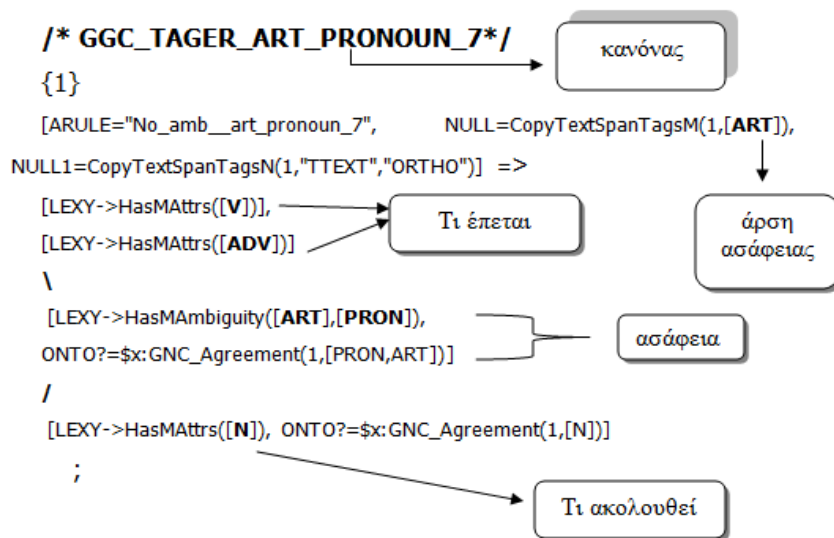 /* GGC_TAGER_ART_PRONOUN_7*/
κανόνας
{1}
[ARULE="No_amb__art_pronoun_7", NULL=CopyTextSpanTagsM(1,[ART]),
NULL1=CopyTextSpanTagsN(1,"TTEXT","ORTHO")] =>
[LEXY->HasMAttrs([V])],
Τι έπεται
[LEXY->HasMAttrs([ADV])]
άρση
ασάφειας
\
[LEXY->HasMAmbiguity([ART],[PRON]),
ασάφεια
ONTO?=$x:GNC_Agreement(1,[PRON,ART])]
/
[LEXY->HasMAttrs([N]), ONTO?=$x:GNC_Agreement(1,[N])]
;
Τι ακολουθεί